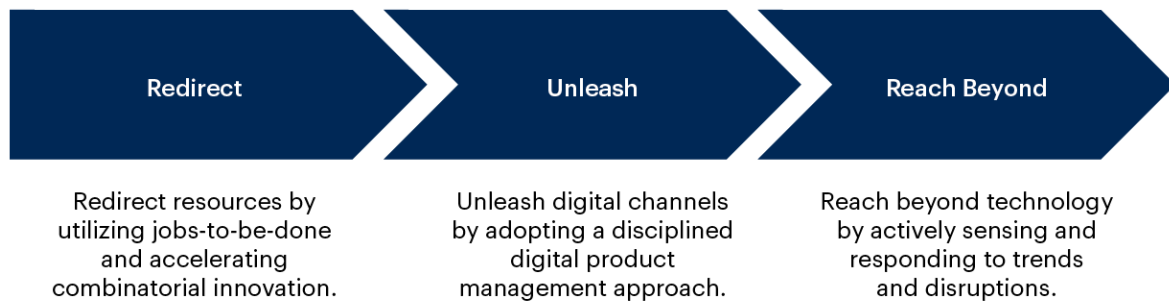 Redirect
Unleash
Reach Beyond
Redirect resources by
utilizing jobs-to-be-done
and accelerating
combinatorial innovation.
Unleash digital channels
by adopting a disciplined
digital product
management approach.
Reach beyond technology
by actively sensing and
responding to trends
and disruptions.